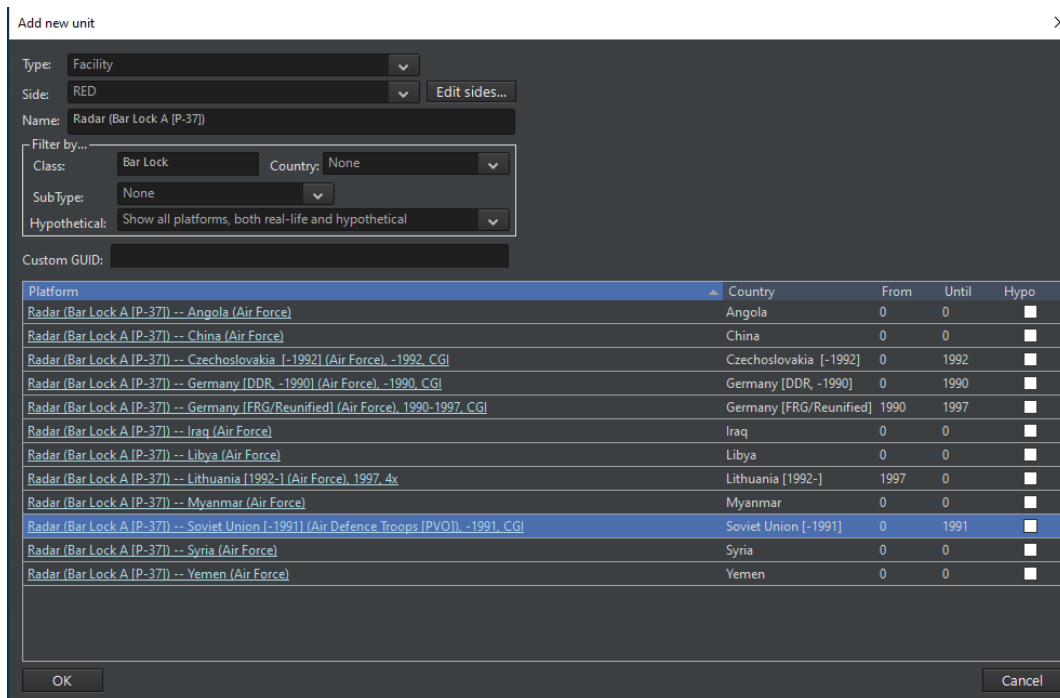 Add new unit
Type: Facility
Side: RED Edit sides...
Name: Radar (Bar Lock A [P-37])
Filter by...
Class: Bar Lock Country: None
SubType: None
Hypothetical: Show all platforms, both real-life and hypothetical
Custom GUID:
Platform Country From Until Hypo
Radar (Bar Lock A [P-37]) -- Angola (Air Force) Angola 0 0
Radar (Bar Lock A [P-37]) -- China (Air Force) China 0 0
Radar (Bar Lock A [P-37]) -- Czechoslovakia [-1992] (Air Force), -1992, CGI Czechoslovakia [-1992] 0 1992
Radar (Bar Lock A [P-37]) -- Germany [DDR, -1990] (Air Force), -1990, CGI Germany [DDR, -1990] 0 1990
Radar (Bar Lock A [P-37]) -- Germany [FRG/Reunified] (Air Force), 1990-1997, CGI Germany [FRG/Reunified] 1990 1997
Radar (Bar Lock A [P-37]) -- Iraq (Air Force) Iraq 0 0
Radar (Bar Lock A [P-37]) -- Libya (Air Force) Libya 0 0
Radar (Bar Lock A [P-37]) -- Lithuania [1992-] (Air Force), 1997, 4x Lithuania [1992-] 1997 0
Radar (Bar Lock A [P-37]) -- Myanmar (Air Force) Myanmar 0 0
Radar (Bar Lock A [P-37]) -- Soviet Union [-1991] (Air Defence Troops [PVO]), -1991, CGI Soviet Union [-1991] 0 1991
Radar (Bar Lock A [P-37]) -- Syria (Air Force) Syria 0 0
Radar (Bar Lock A [P-37]) -- Yemen (Air Force) Yemen 0 0
OK Cancel